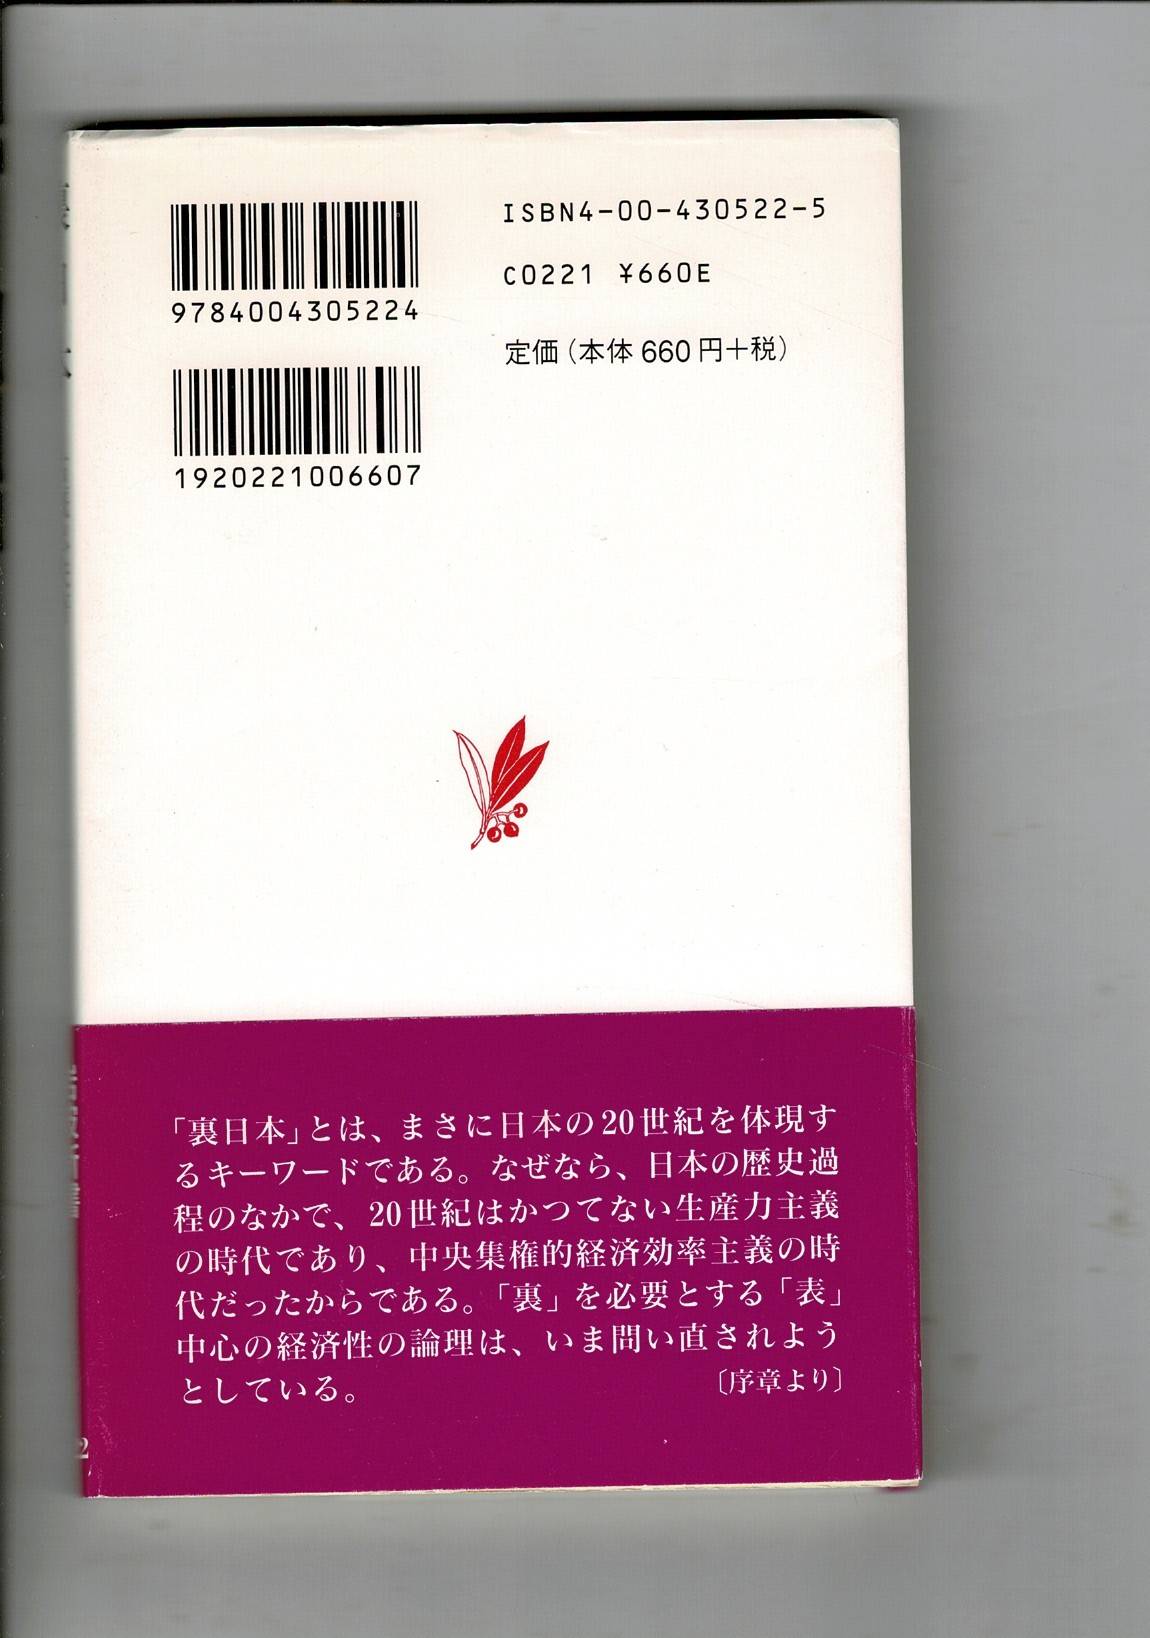 ISBN4-00-430522-5
C0221 ¥660E
定価（本体 660 円＋税）
9784004305224
1920221006607
「裏日本」とは、まさに日本の20世紀を体現す
るキーワードである。なぜなら、日本の歴史過
程のなかで、20世紀はかつてない生産力主義
の時代であり、中央集権的経済効率主義の時
代だったからである。「裏」を必要とする「表」
中心の経済性の論理は、いま問い直されよう
としている。
〔序章より〕
2